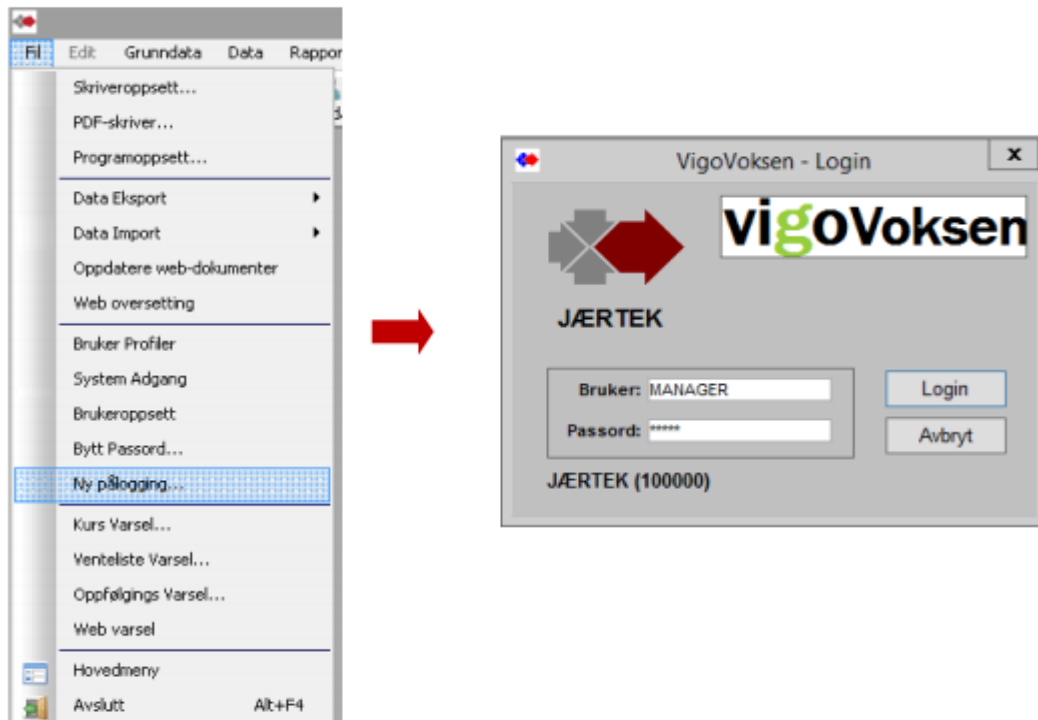 Fil Edit Grunndata Data Rappor
Skriveroppsett...
PDF-skriver...
Programoppsett...
Data Eksport
Data Import
Oppdatere web-dokumenter
Web oversetting
Bruker Profiler
System Adgang
Brukeroppsett
Bytt Passord...
Ny pålogging...
Kurs Varsel...
Venteliste Varsel...
Oppfølgings Varsel...
Web varsel
Hovedmeny
Avslutt Alt+F4
VigoVoksen - Login x
vigoVoksen
JÆRTEK
Bruker: MANAGER
Login
Passord: *****
Avbryt
JÆRTEK (100000)